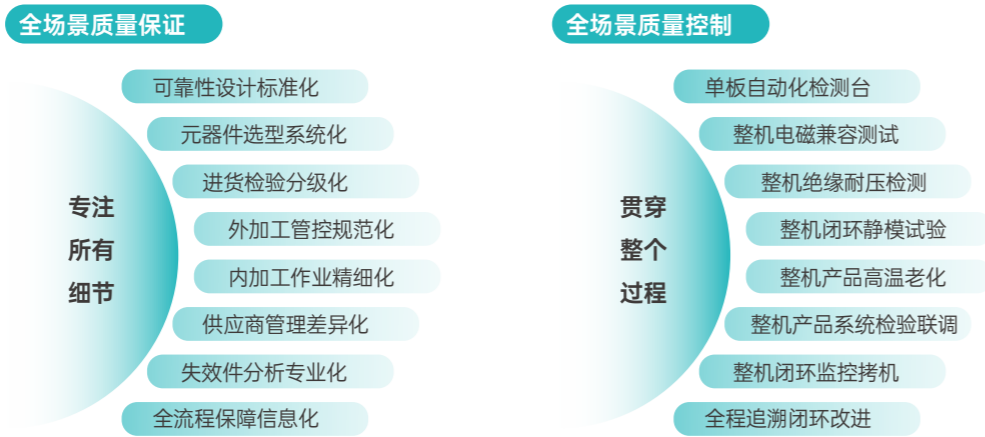 全场景质量保证
可靠性设计标准化
元器件选型系统化
进货检验分级化
外加工管控规范化
内加工作业精细化
供应商管理差异化
失效件分析专业化
全流程保障信息化
专注
所有
细节
全场景质量控制
单板自动化检测台
整机电磁兼容测试
整机绝缘耐压检测
整机闭环静模试验
整机产品高温老化
整机产品系统检验联调
整机闭环监控拷机
全程追溯闭环改进
贯穿
整个
过程